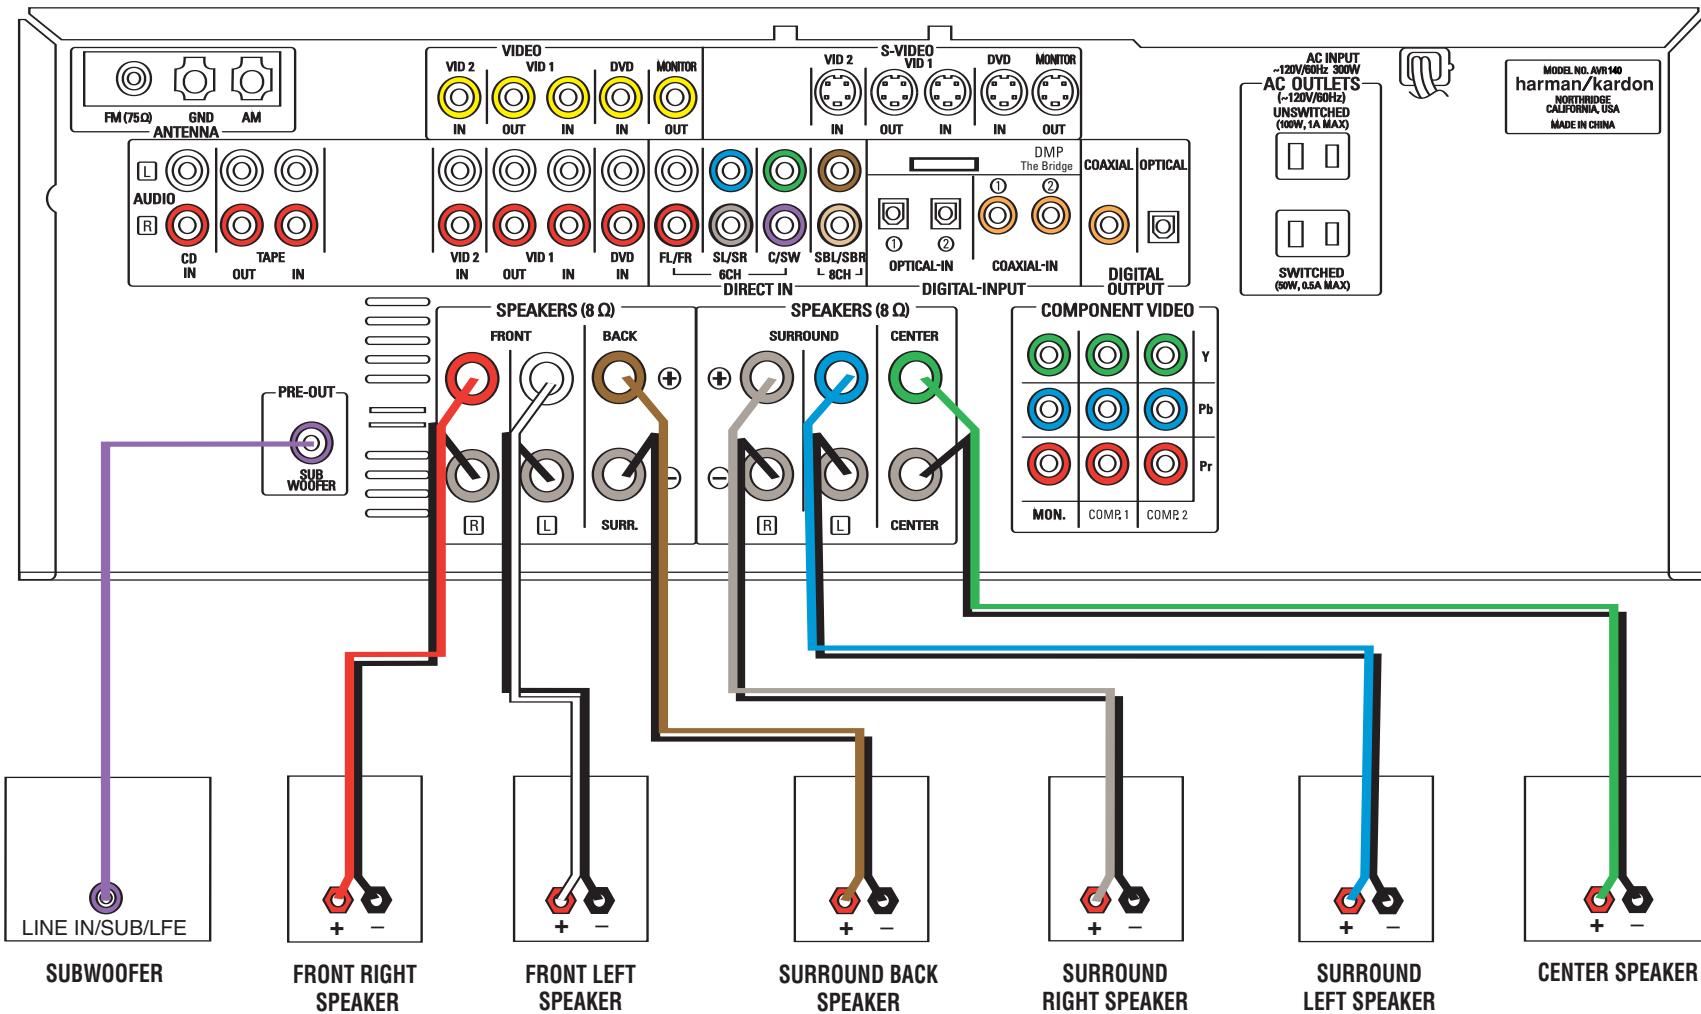 VIDEO
S-VIDEO
VID 2
VID 1
DVD
MONITOR
VID 2
VID 1
DVD
MONITOR
IN
OUT
IN
IN
OUT
IN
OUT
IN
IN
OUT
FM (75Ω)
GND
AM
ANTENNA
AC INPUT
~120V/60Hz 300W
AC OUTLETS
(~120V/60Hz)
UNSWITCHED
(100W, 1A MAX)
SWITCHED
(50W, 0.5A MAX)
MODEL NO. AVR 140
harman/kardon
NORTHRIDGE
CALIFORNIA, USA
MADE IN CHINA
L
AUDIO
R
CD
IN
TAPE
OUT
IN
VID 2
IN
VID 1
OUT
IN
DVD
IN
FL/FR
SL/SR
C/SW
SBL/SBR
6CH
8CH
DIRECT IN
DMP
The Bridge
1
2
1
2
OPTICAL-IN
COAXIAL-IN
DIGITAL-INPUT
COAXIAL
OPTICAL
DIGITAL
OUTPUT
PRE-OUT
SUB
WOOFER
SPEAKERS (8 Ω)
FRONT
BACK
+
−
R
L
SURR.
SPEAKERS (8 Ω)
SURROUND
CENTER
+
−
R
L
CENTER
COMPONENT VIDEO
Y
Pb
Pr
MON.
COMP. 1
COMP. 2
LINE IN/SUB/LFE
+ −
+ −
+ −
+ −
+ −
+ −
SUBWOOFER
FRONT RIGHT
SPEAKER
FRONT LEFT
SPEAKER
SURROUND BACK
SPEAKER
SURROUND
RIGHT SPEAKER
SURROUND
LEFT SPEAKER
CENTER SPEAKER